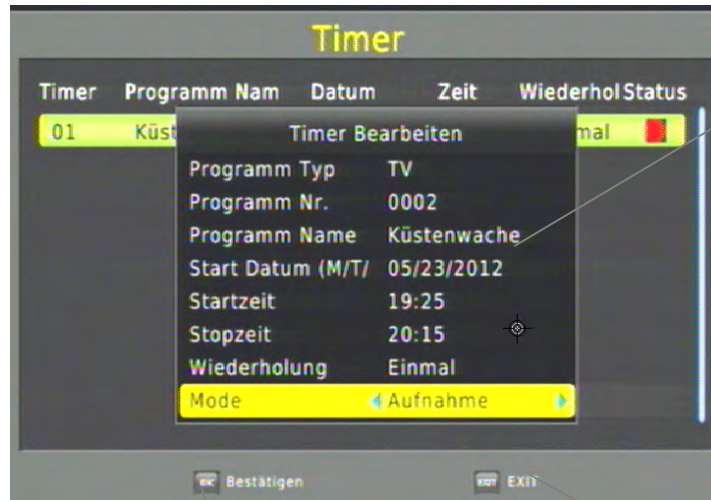 Timer
Timer Programm Nam Datum Zeit Wiederhol Status
01 Küst mal
Timer Bearbeiten
Programm Typ TV
Programm Nr. 0002
Programm Name Küstenwache
Start Datum (M/T/ 05/23/2012
Startzeit 19:25
Stopzeit 20:15
Wiederholung Einmal
Mode Aufnahme
Bestätigen EXIT